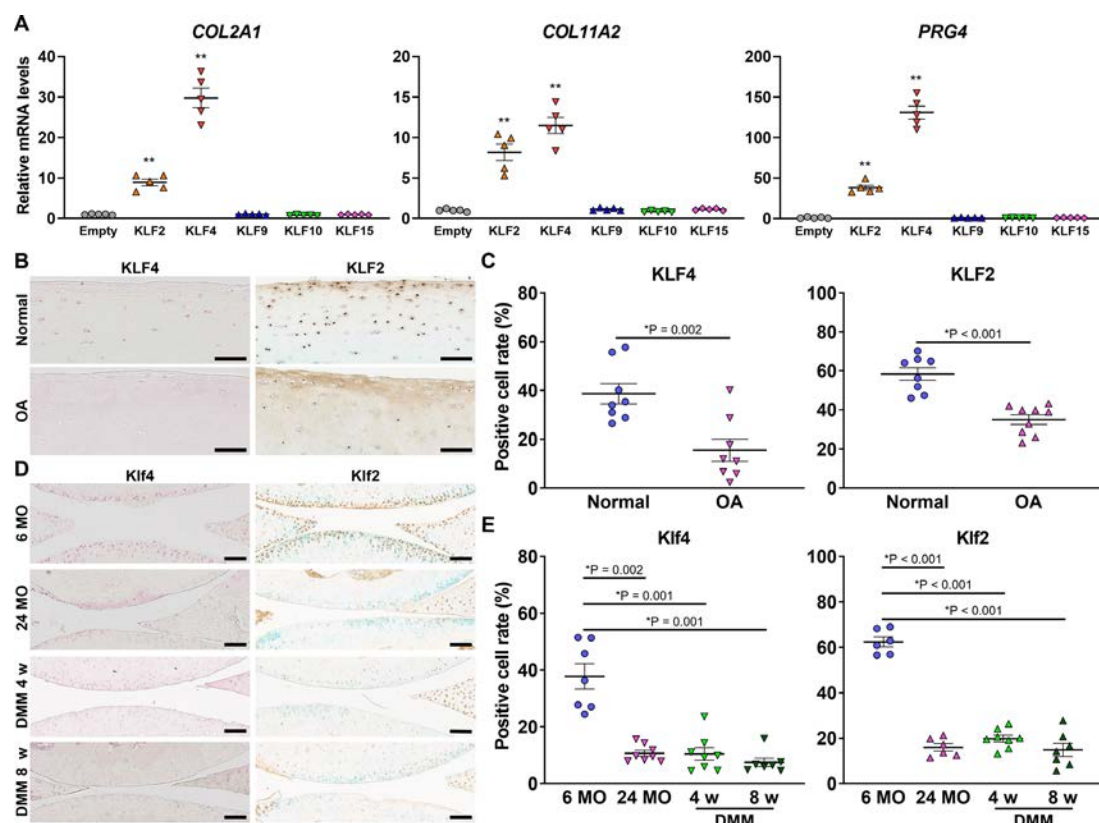 A
COL2A1
COL11A2
PRG4
Relative mRNA levels
40
30
20
10
0
20
15
10
5
0
200
150
100
50
0
**
**
**
**
**
**
Empty KLF2 KLF4 KLF9 KLF10 KLF15
Empty KLF2 KLF4 KLF9 KLF10 KLF15
Empty KLF2 KLF4 KLF9 KLF10 KLF15
B
KLF4
KLF2
Normal
OA
C
KLF4
KLF2
Positive cell rate (%)
80
60
40
20
0
*P = 0.002
Normal OA
100
80
60
40
20
0
*P < 0.001
Normal OA
D
Klf4
Klf2
6 MO
24 MO
DMM 4 w
DMM 8 w
E
Klf4
Klf2
Positive cell rate (%)
80
60
40
20
0
*P = 0.002
*P = 0.001
*P = 0.001
6 MO 24 MO 4 w 8 w
DMM
100
80
60
40
20
0
*P < 0.001
*P < 0.001
*P < 0.001
6 MO 24 MO 4 w 8 w
DMM